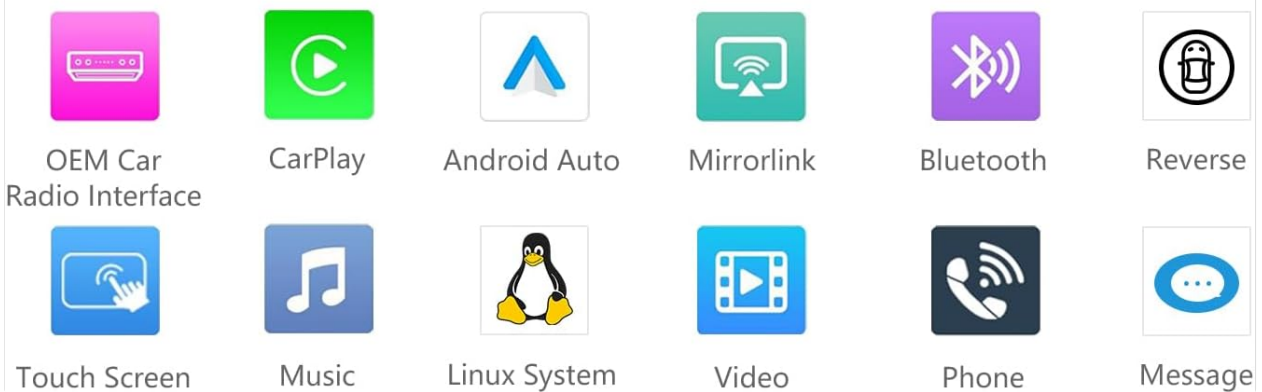 OEM Car
Radio Interface
CarPlay
Android Auto
Mirrorlink
Bluetooth
Reverse
Touch Screen
Music
Linux System
Video
Phone
Message